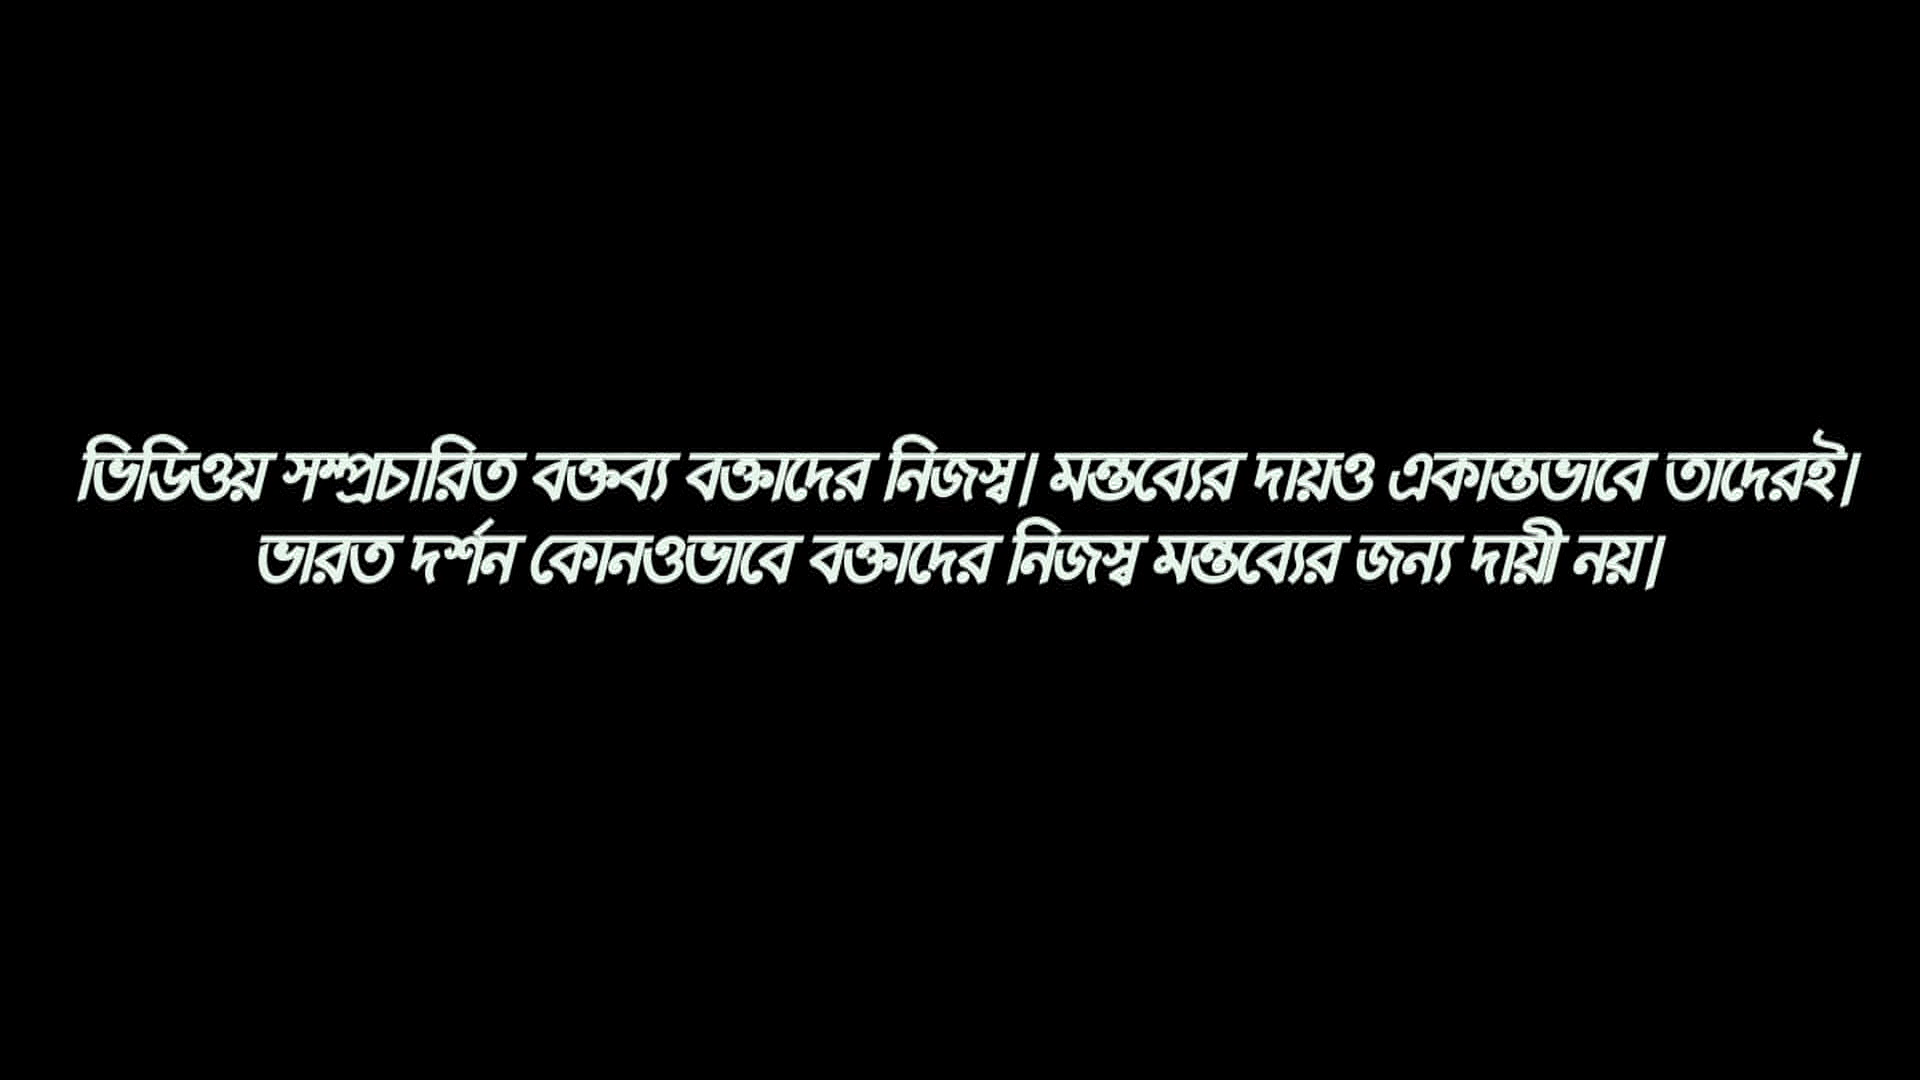 ভিডিওয় সম্প্রচারিত বক্তব্য বক্তাদের নিজস্ব। মন্তব্যের দায়ও একান্তভাবে তাদেরই।
ভারত দর্শন কোনওভাবে বক্তাদের নিজস্ব মন্তব্যের জন্য দায়ী নয়।